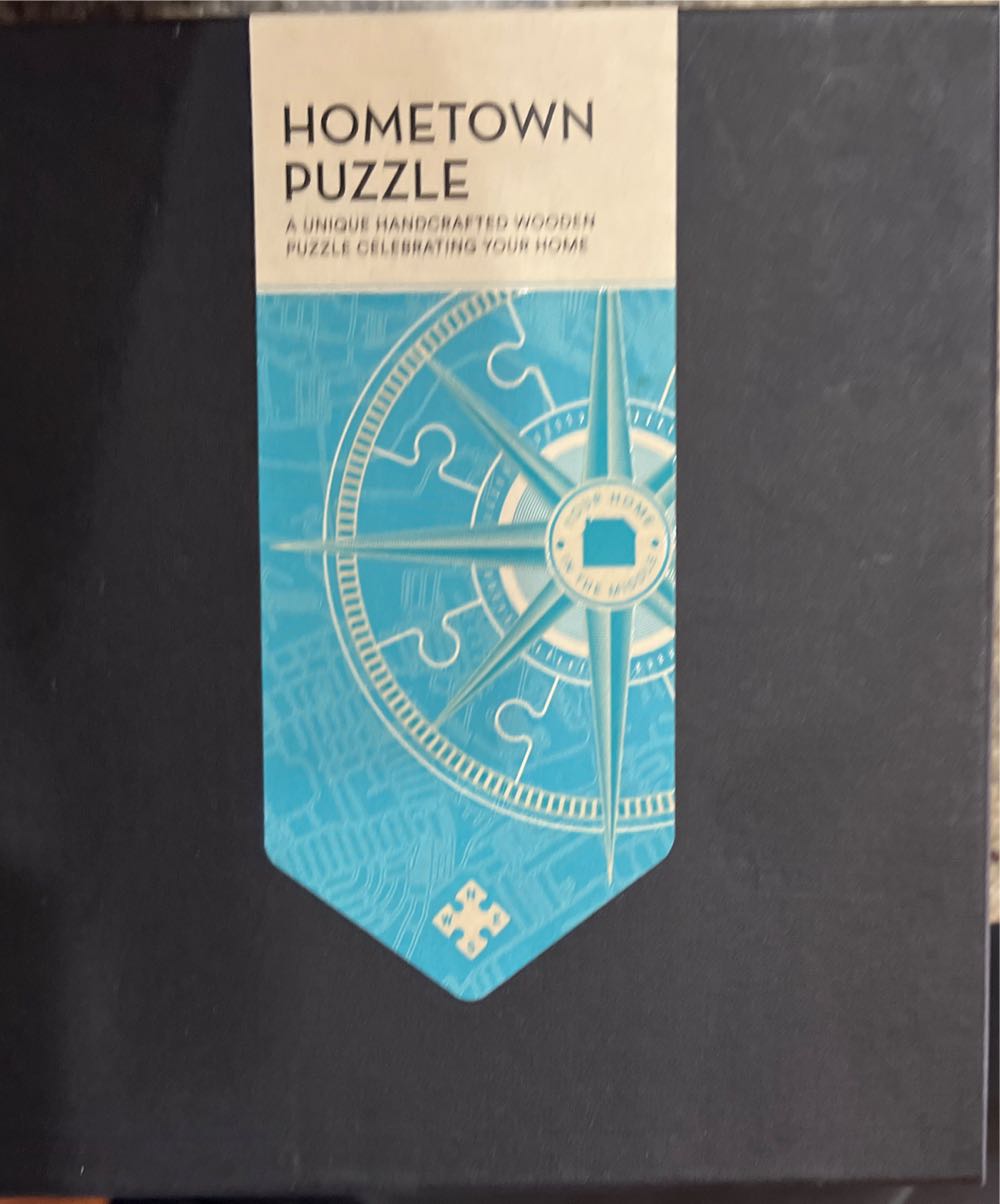 HOMETOWN
PUZZLE
A UNIQUE HANDCRAFTED WOODEN
PUZZLE CELEBRATING YOUR HOME
YOUR HOME
IN THE MIDDLE
N
W E
S